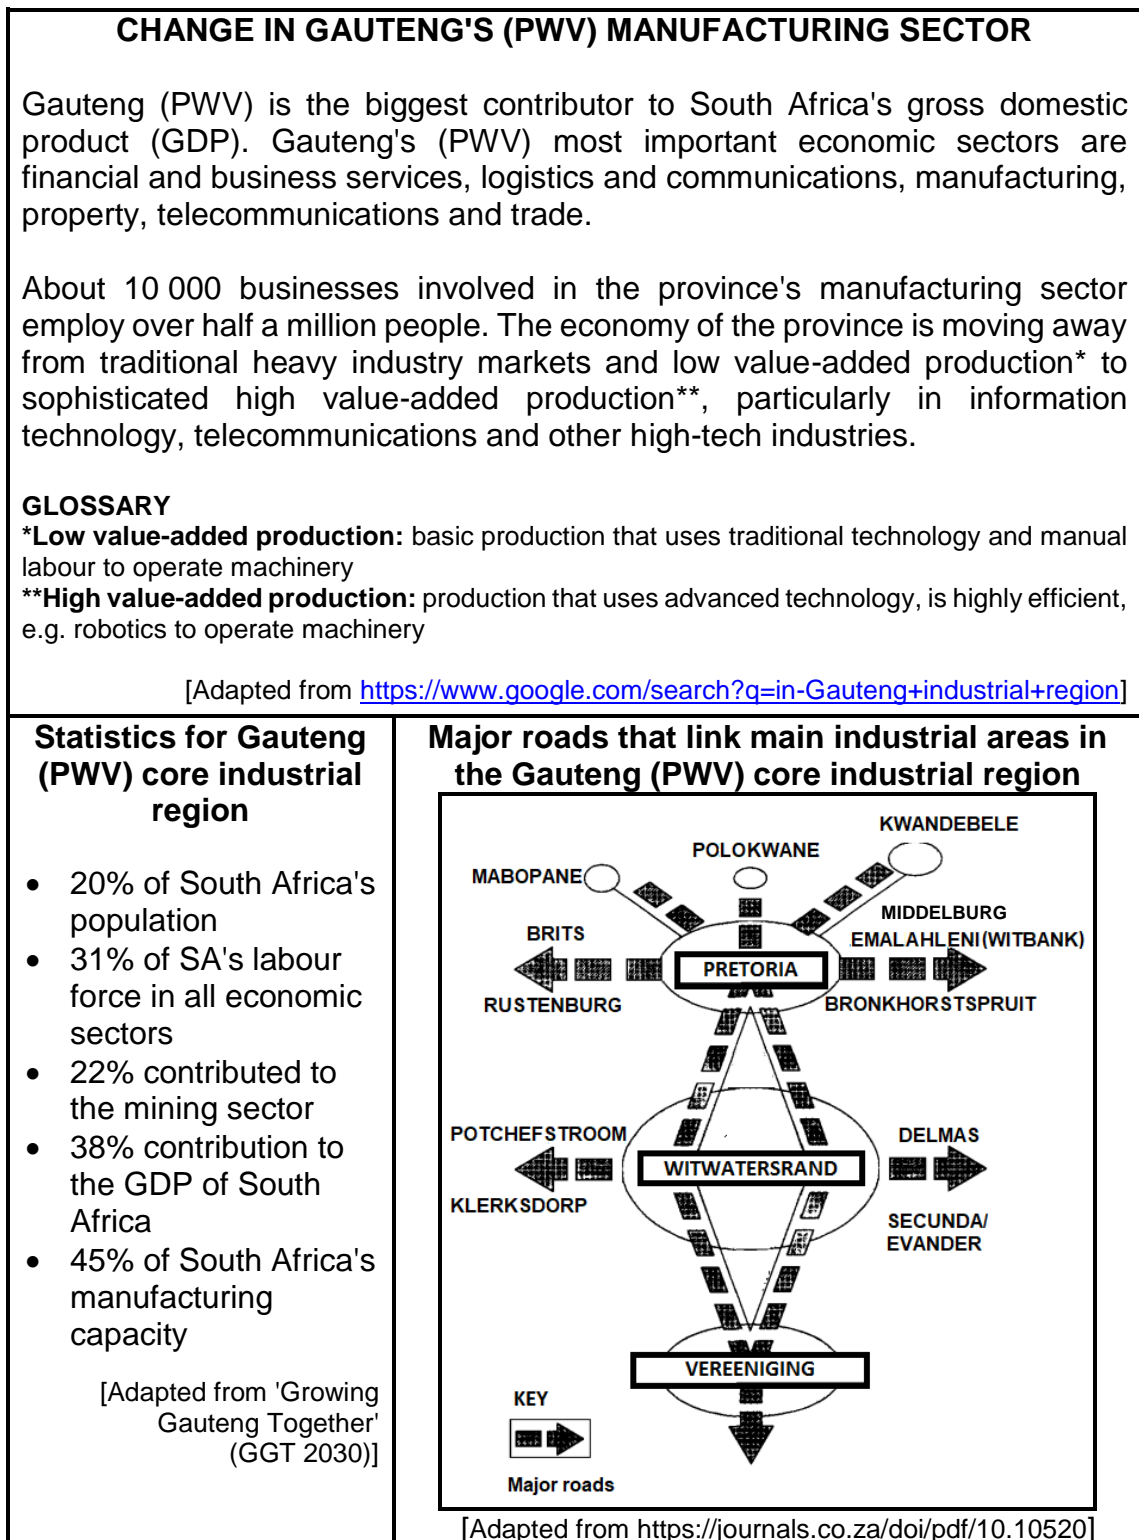 CHANGE IN GAUTENG'S (PWV) MANUFACTURING SECTOR
Gauteng (PWV) is the biggest contributor to South Africa's gross domestic
product (GDP). Gauteng's (PWV) most important economic sectors are
financial and business services, logistics and communications, manufacturing,
property, telecommunications and trade.
About 10 000 businesses involved in the province's manufacturing sector
employ over half a million people. The economy of the province is moving away
from traditional heavy industry markets and low value-added production* to
sophisticated high value-added production**, particularly in information
technology, telecommunications and other high-tech industries.
GLOSSARY
*Low value-added production: basic production that uses traditional technology and manual
labour to operate machinery
**High value-added production: production that uses advanced technology, is highly efficient,
e.g. robotics to operate machinery
[Adapted from https://www.google.com/search?q=in-Gauteng+industrial+region]
Statistics for Gauteng
(PWV) core industrial
region
• 20% of South Africa's
population
• 31% of SA's labour
force in all economic
sectors
• 22% contributed to
the mining sector
• 38% contribution to
the GDP of South
Africa
• 45% of South Africa's
manufacturing
capacity
[Adapted from 'Growing
Gauteng Together'
(GGT 2030)]
Major roads that link main industrial areas in
the Gauteng (PWV) core industrial region
KWANDEBELE
POLOKWANE
MABOPANE
MIDDELBURG
BRITS
EMALAHLENI(WITBANK)
PRETORIA
RUSTENBURG
BRONKHORSTSPRUIT
POTCHEFSTROOM
DELMAS
WITWATERSRAND
KLERKSDORP
SECUNDA/
EVANDER
VEREENIGING
KEY
Major roads
[Adapted from https://journals.co.za/doi/pdf/10.10520]